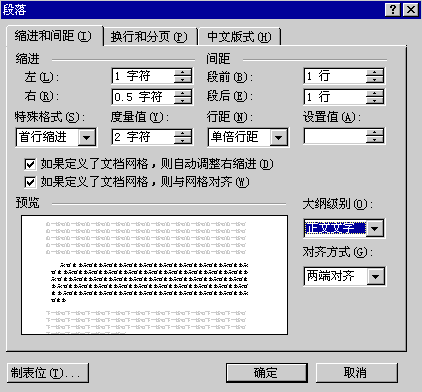 段落
缩进和间距(I) 换行和分页(P) 中文版式(H)
缩进 间距
左(L): 1 字符 段前(B): 1 行
右(R): 0.5 字符 段后(E): 1 行
特殊格式(S): 度量值(Y): 行距(N): 设置值(A):
首行缩进 2 字符 单倍行距
如果定义了文档网格，则自动调整右缩进(D)
如果定义了文档网格，则与网格对齐(W)
预览 大纲级别(O):
正文文字
对齐方式(G):
两端对齐
制表位(T)... 确定 取消